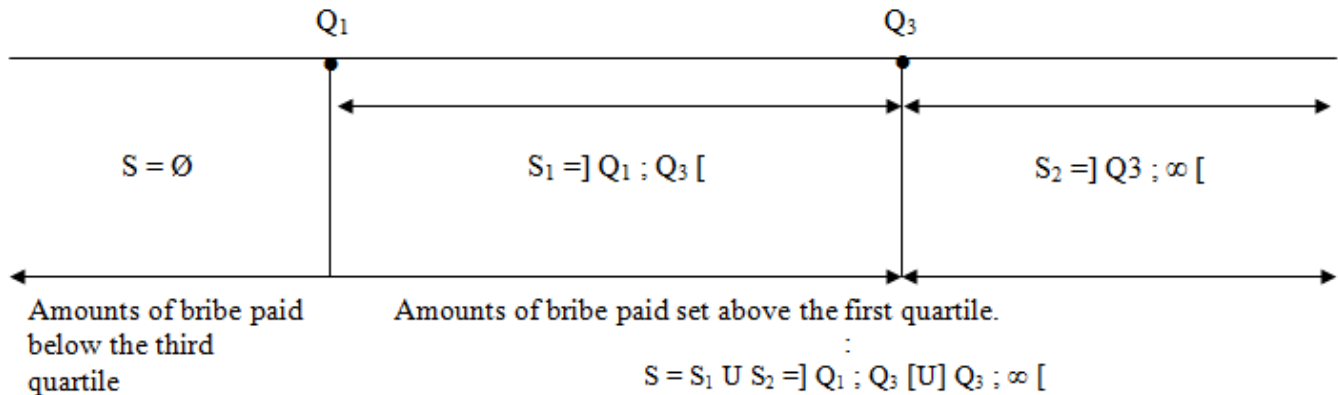 Q₁ Q₃
S = Ø S₁ =] Q₁ ; Q₃ [ S₂ =] Q3 ; ∞ [
Amounts of bribe paid
below the third
quartile
Amounts of bribe paid set above the first quartile.
:
S = S₁ U S₂ =] Q₁ ; Q₃ [U] Q₃ ; ∞ [